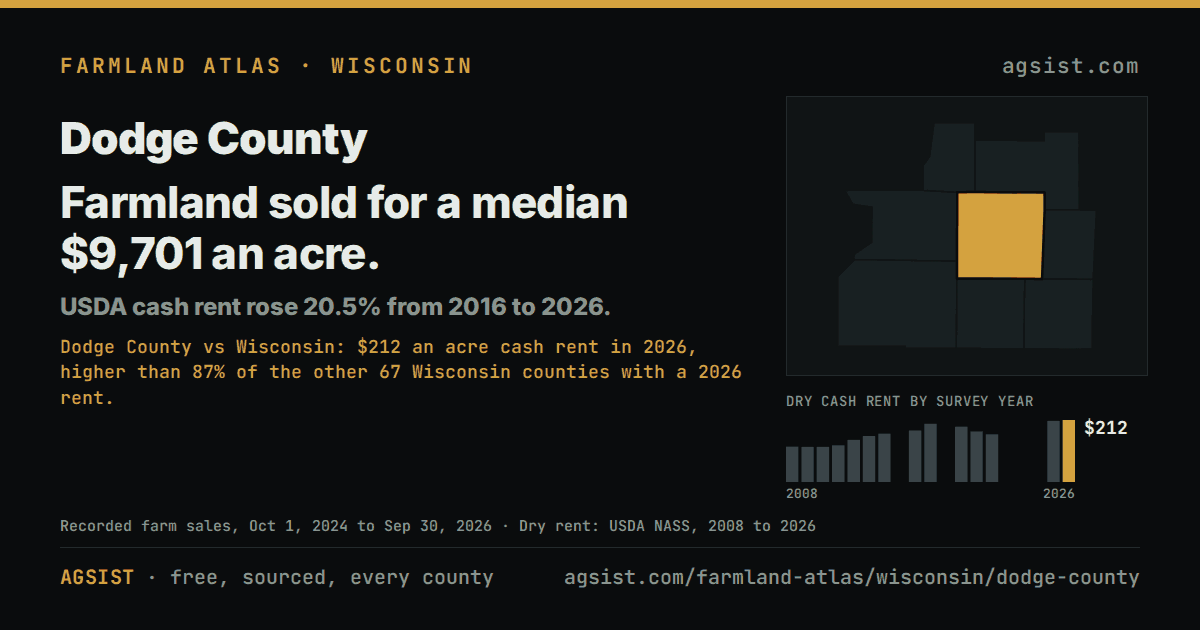 FARMLAND ATLAS · WISCONSIN
agsist.com
Dodge County
Farmland sold for a median
$9,701 an acre.
USDA cash rent rose 20.5% from 2016 to 2026.
Dodge County vs Wisconsin: $212 an acre cash rent in 2026,
higher than 87% of the other 67 Wisconsin counties with a 2026
rent.
DRY CASH RENT BY SURVEY YEAR
$212
2008
2026
Recorded farm sales, Oct 1, 2024 to Sep 30, 2026 · Dry rent: USDA NASS, 2008 to 2026
AGSIST · free, sourced, every county
agsist.com/farmland-atlas/wisconsin/dodge-county